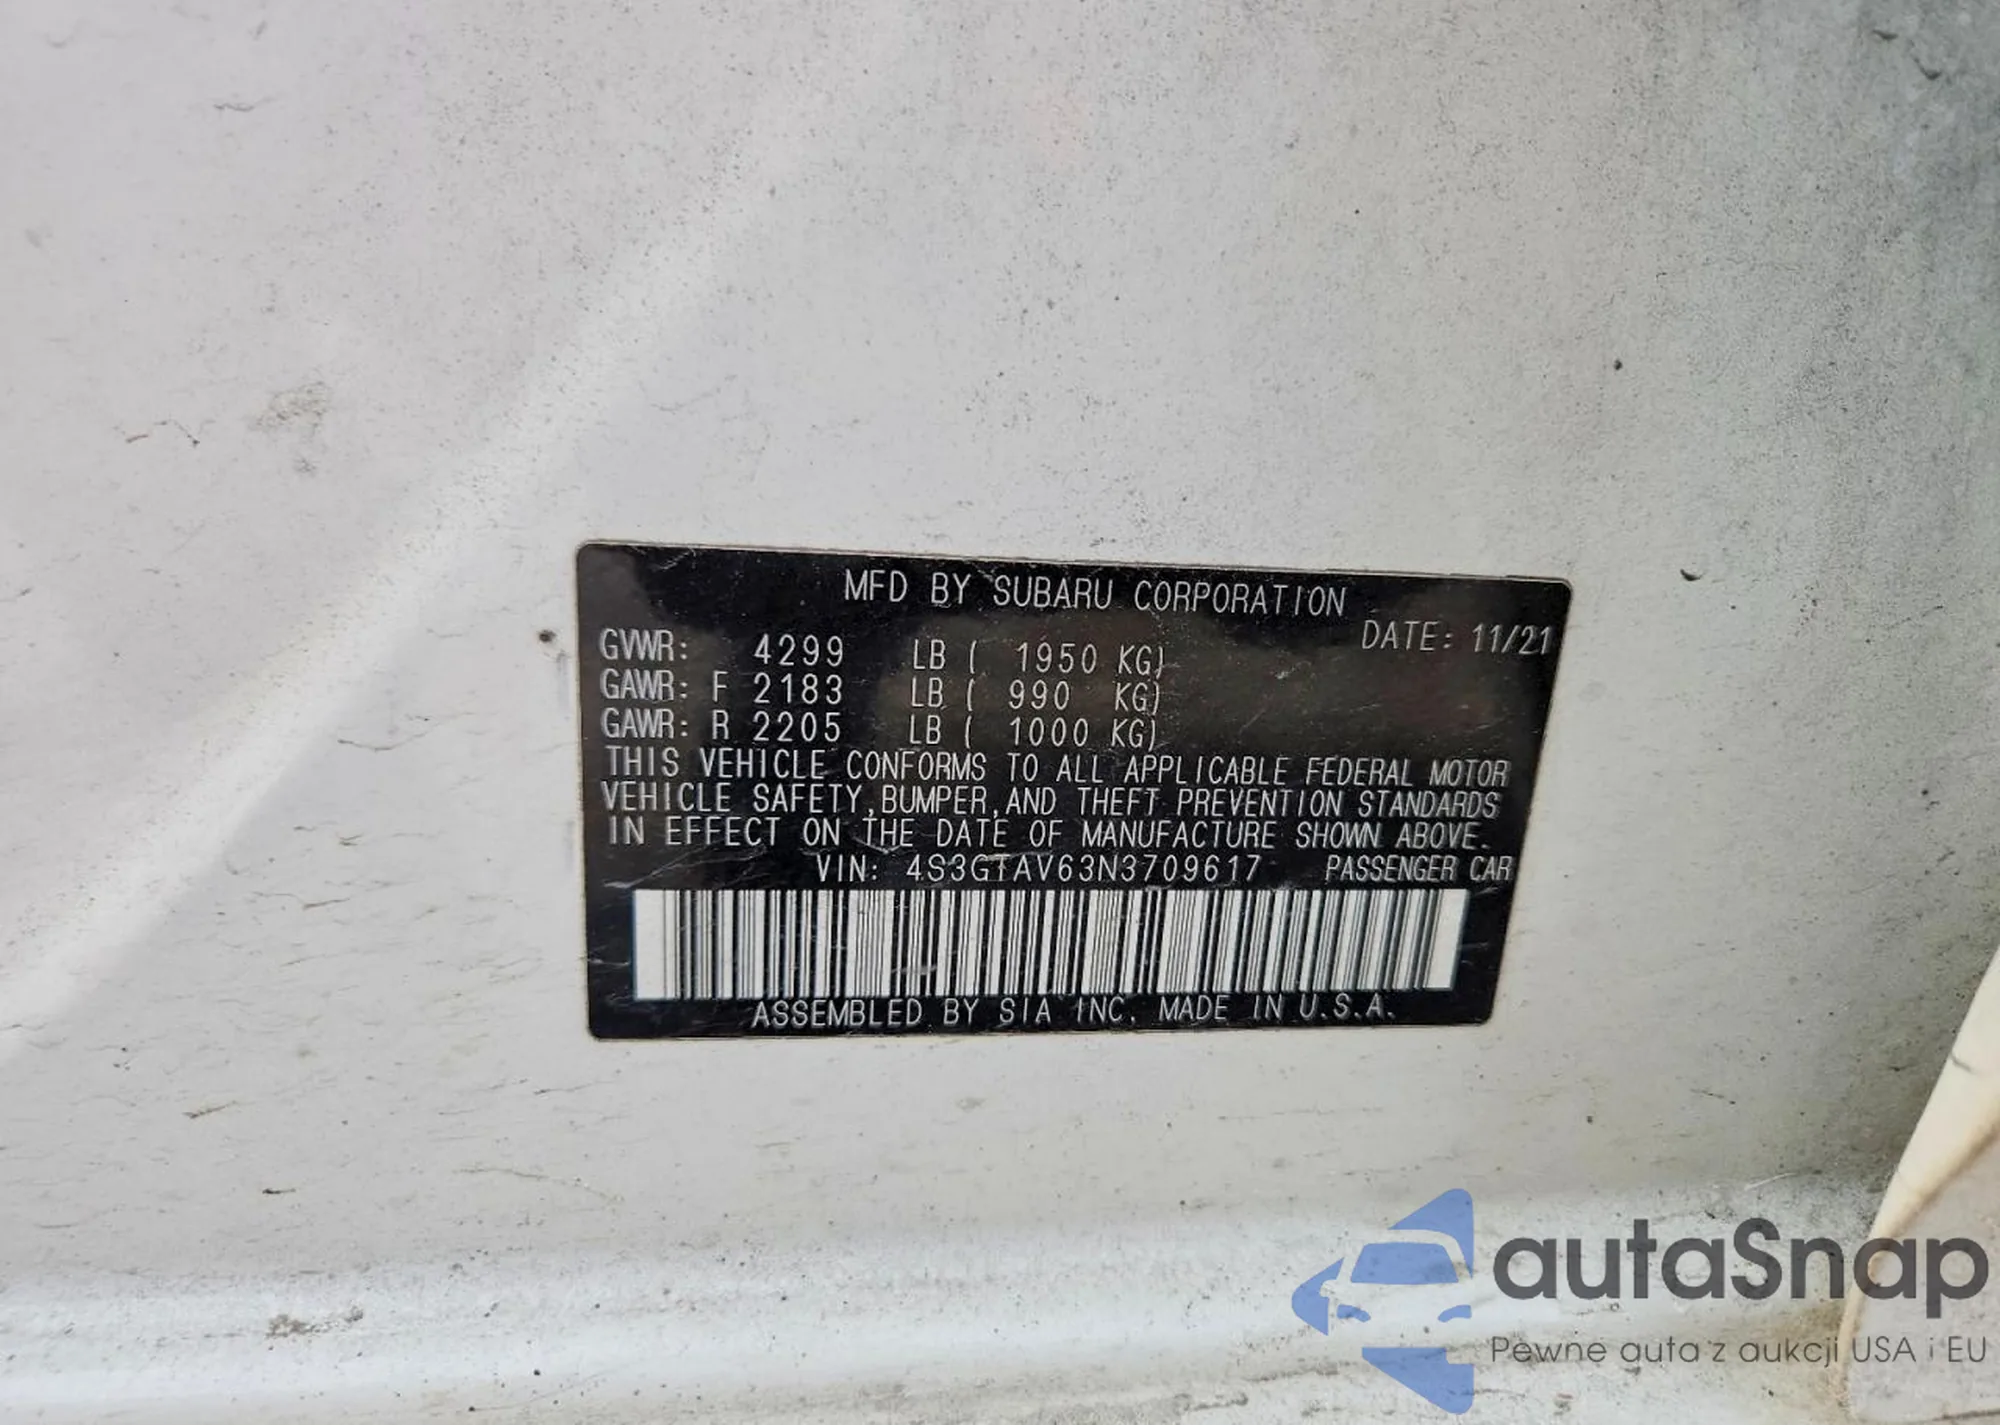 MFD BY SUBARU CORPORATION
DATE: 11/21
GVWR: 4299 LB ( 1950 KG)
GAWR: F 2183 LB ( 990 KG)
GAWR: R 2205 LB ( 1000 KG)
THIS VEHICLE CONFORMS TO ALL APPLICABLE FEDERAL MOTOR
VEHICLE SAFETY,BUMPER,AND THEFT PREVENTION STANDARDS
IN EFFECT ON THE DATE OF MANUFACTURE SHOWN ABOVE.
VIN: 4S3GTAV63N3709617 PASSENGER CAR
ASSEMBLED BY SIA INC. MADE IN U.S.A.
autaSnap
Pewne auta z aukcji USA i EU